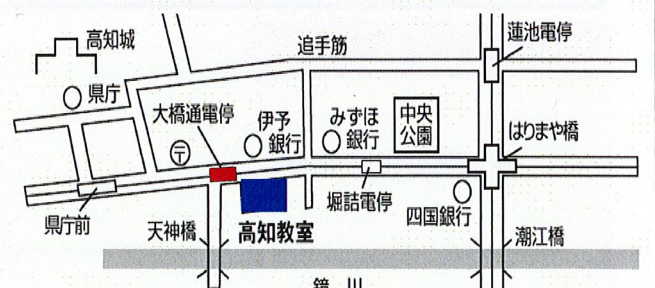 高知城
追手筋
蓮池電停
県庁
大橋通電停
伊予
銀行
みずほ
銀行
中央
公園
はりまや橋
〒
県庁前
天神橋
高知教室
堀詰電停
四国銀行
潮江橋
鏡川